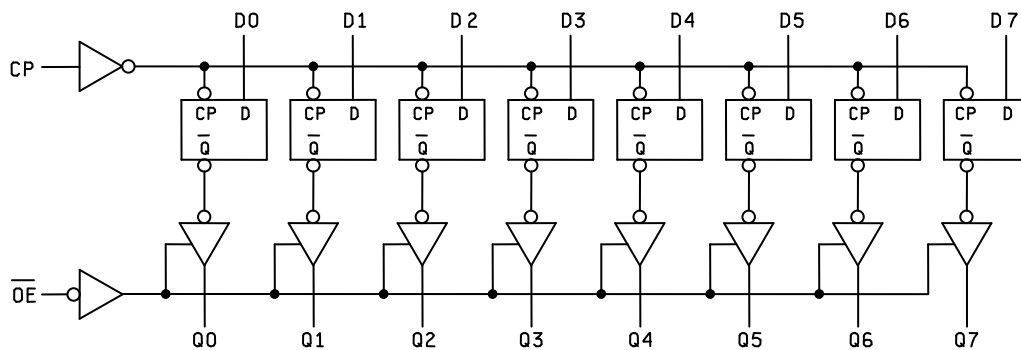 D0 D1 D2 D3 D4 D5 D6 D7
CP
CP D CP D CP D CP D CP D CP D CP D CP D
Q̅ Q̅ Q̅ Q̅ Q̅ Q̅ Q̅ Q̅
O̅E̅
Q0 Q1 Q2 Q3 Q4 Q5 Q6 Q7